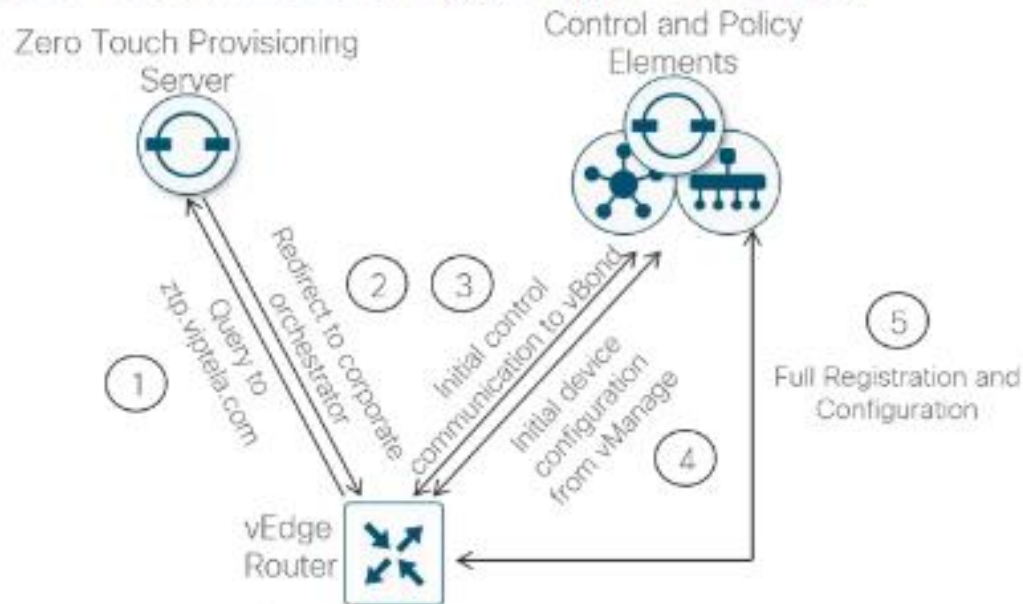 Zero Touch Provisioning
Server
Control and Policy
Elements
1
Query to
ztp.viptela.com
Redirect to corporate
orchestrator
2
3
Initial control
communication to vBond
Initial device
configuration
from vManage
4
5
Full Registration and
Configuration
vEdge
Router